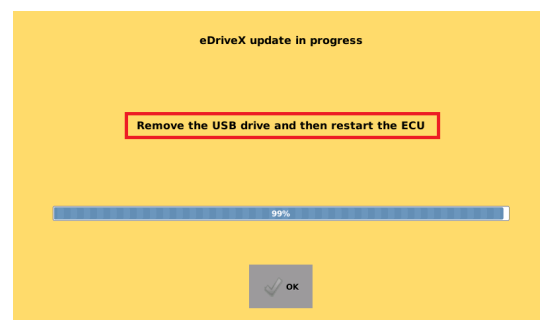 eDriveX update in progress
Remove the USB drive and then restart the ECU
99%
OK